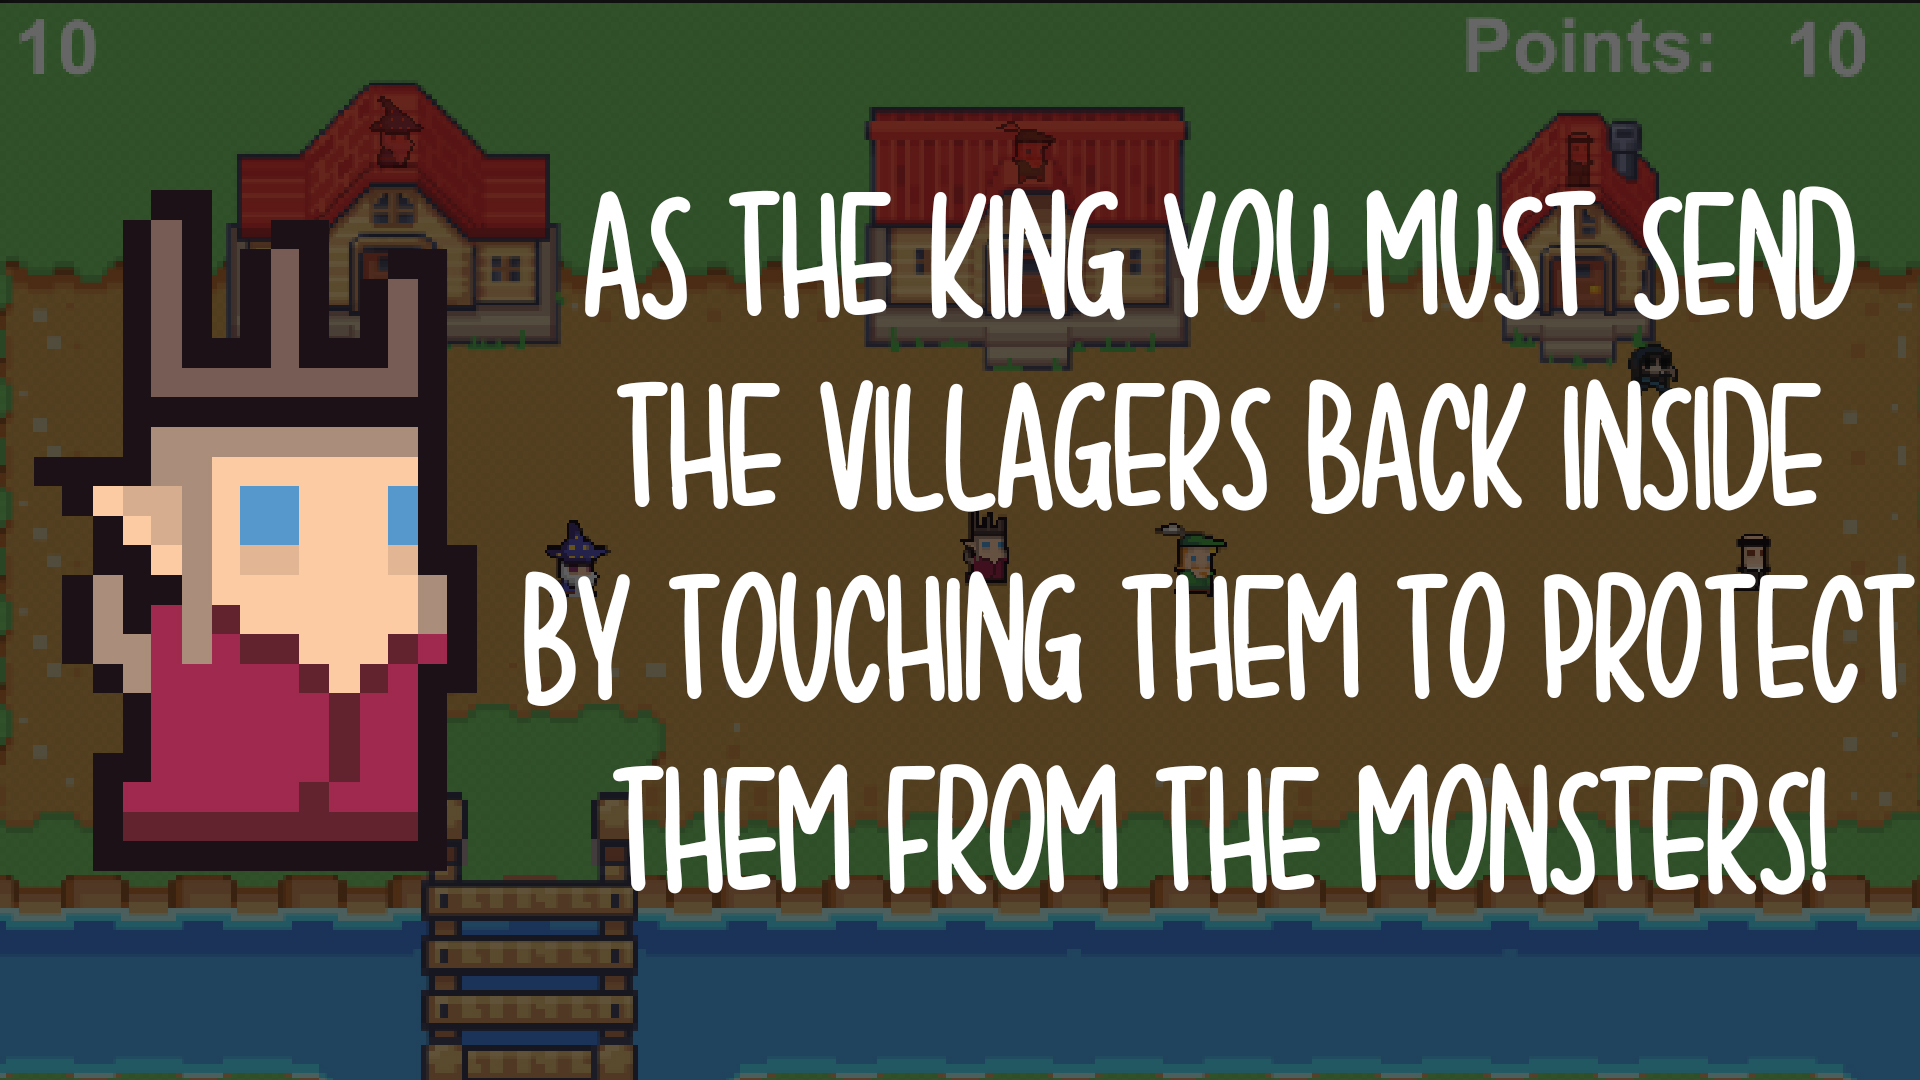 10
Points: 10
AS THE KING YOU MUST SEND
THE VILLAGERS BACK INSIDE
BY TOUCHING THEM TO PROTECT
THEM FROM THE MONSTERS!